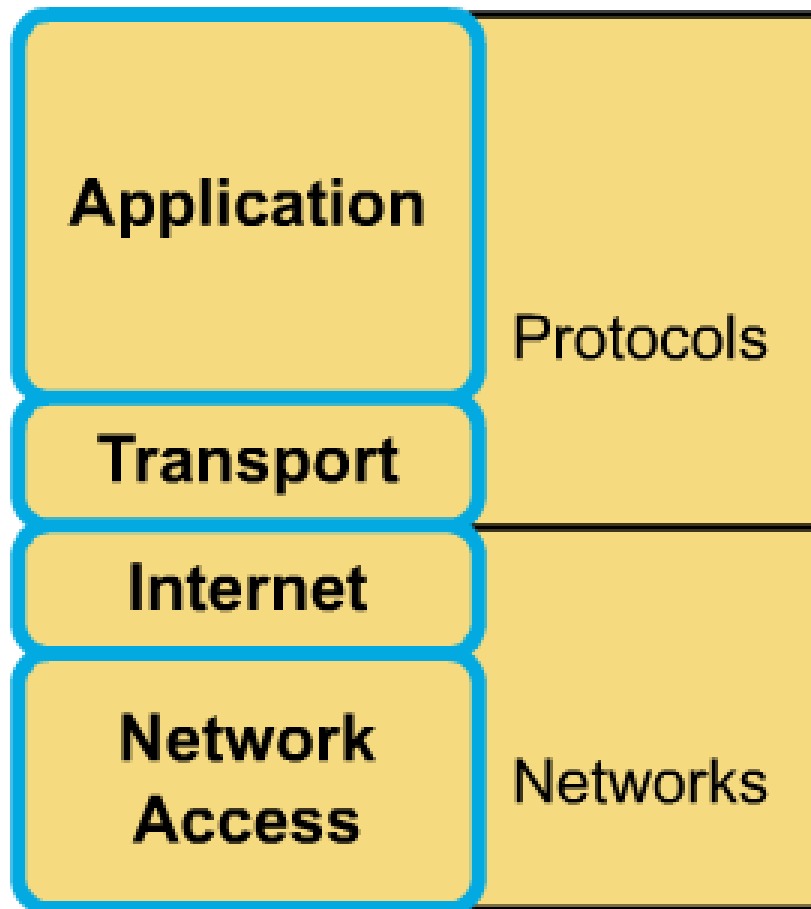 Application
Protocols
Transport
Internet
Network
Access
Networks